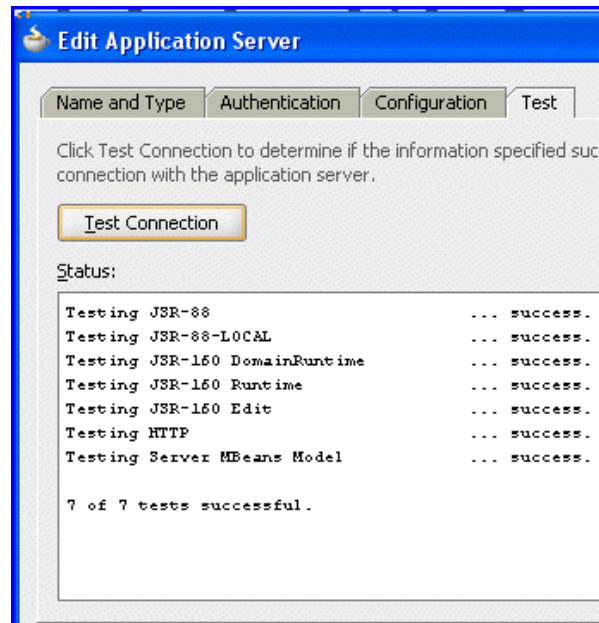 Edit Application Server
Name and Type Authentication Configuration Test
Click Test Connection to determine if the information specified suc
connection with the application server.
Test Connection
Status:
Testing JSR-88 ... success.
Testing JSR-88-LOCAL ... success.
Testing JSR-160 DomainRuntime ... success.
Testing JSR-160 Runtime ... success.
Testing JSR-160 Edit ... success.
Testing HTTP ... success.
Testing Server MBeans Model ... success.
7 of 7 tests successful.